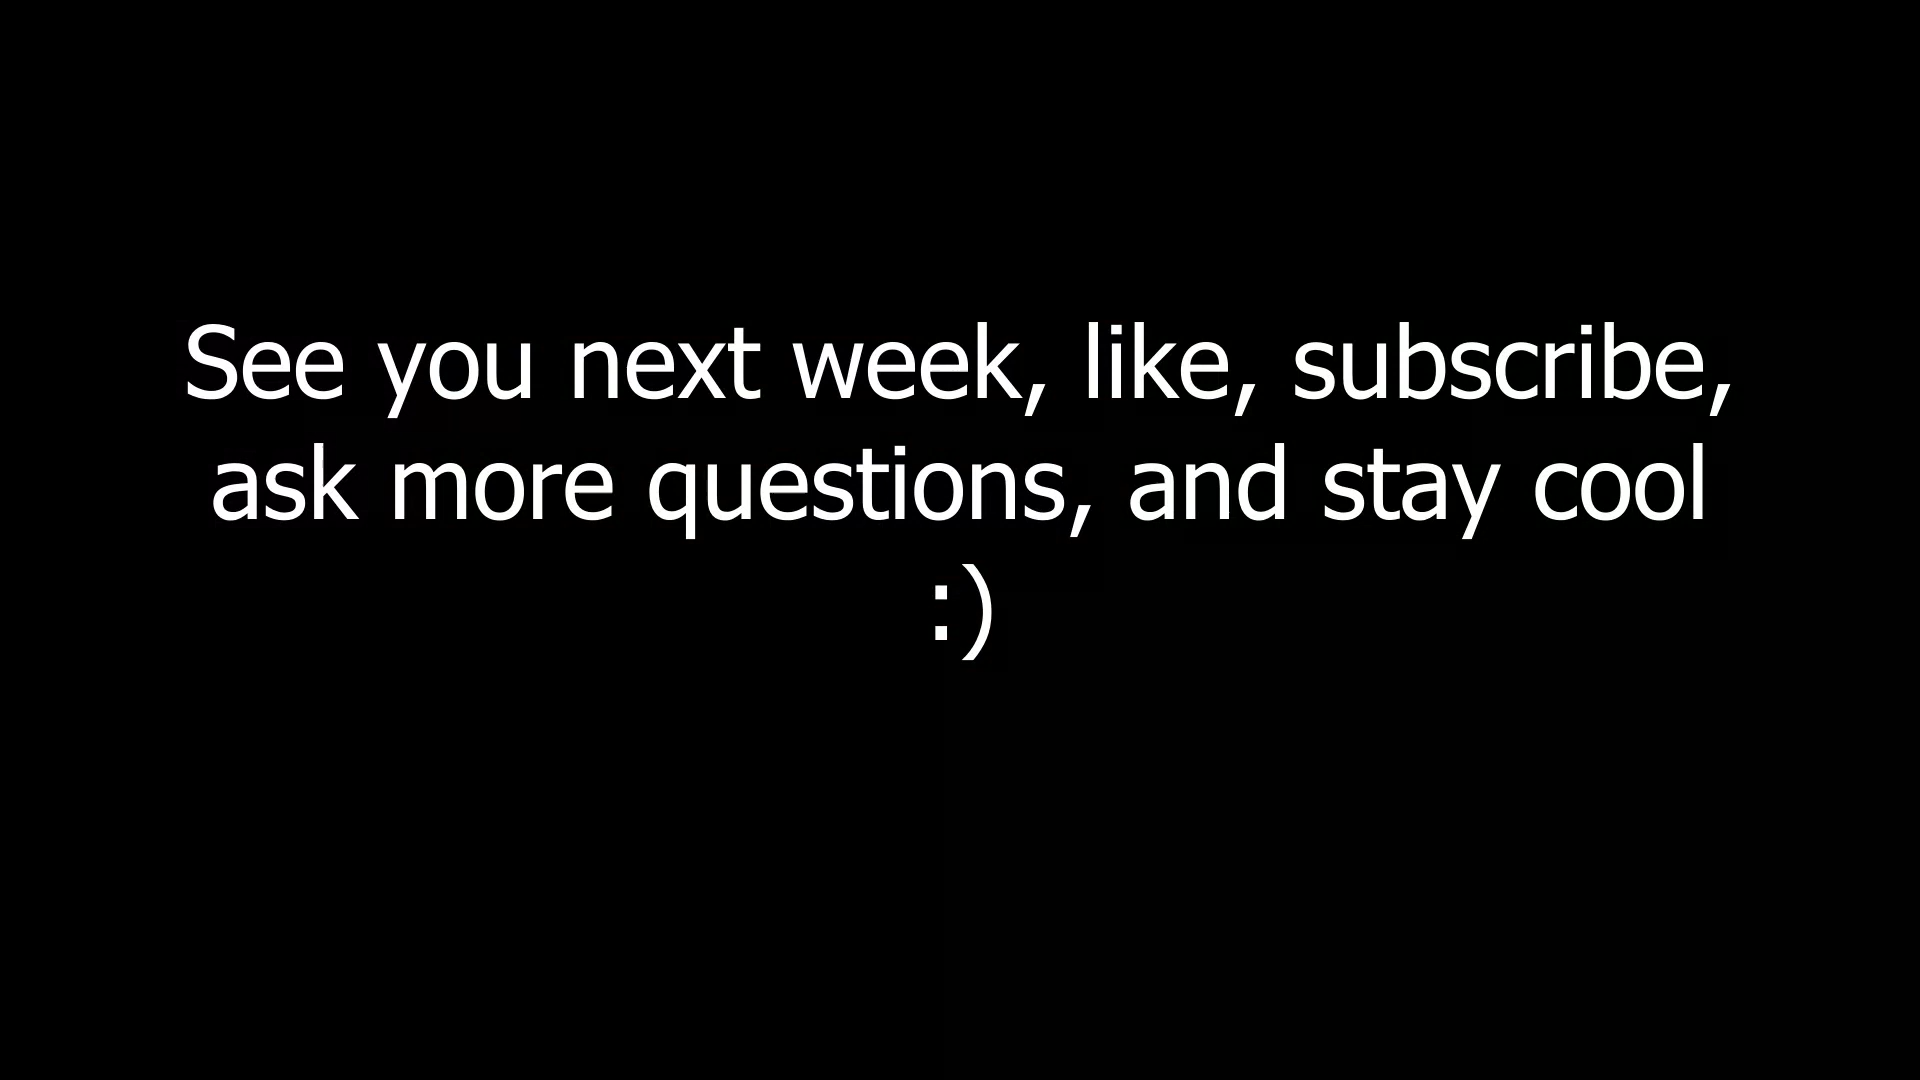 See you next week, like, subscribe,
ask more questions, and stay cool
:)